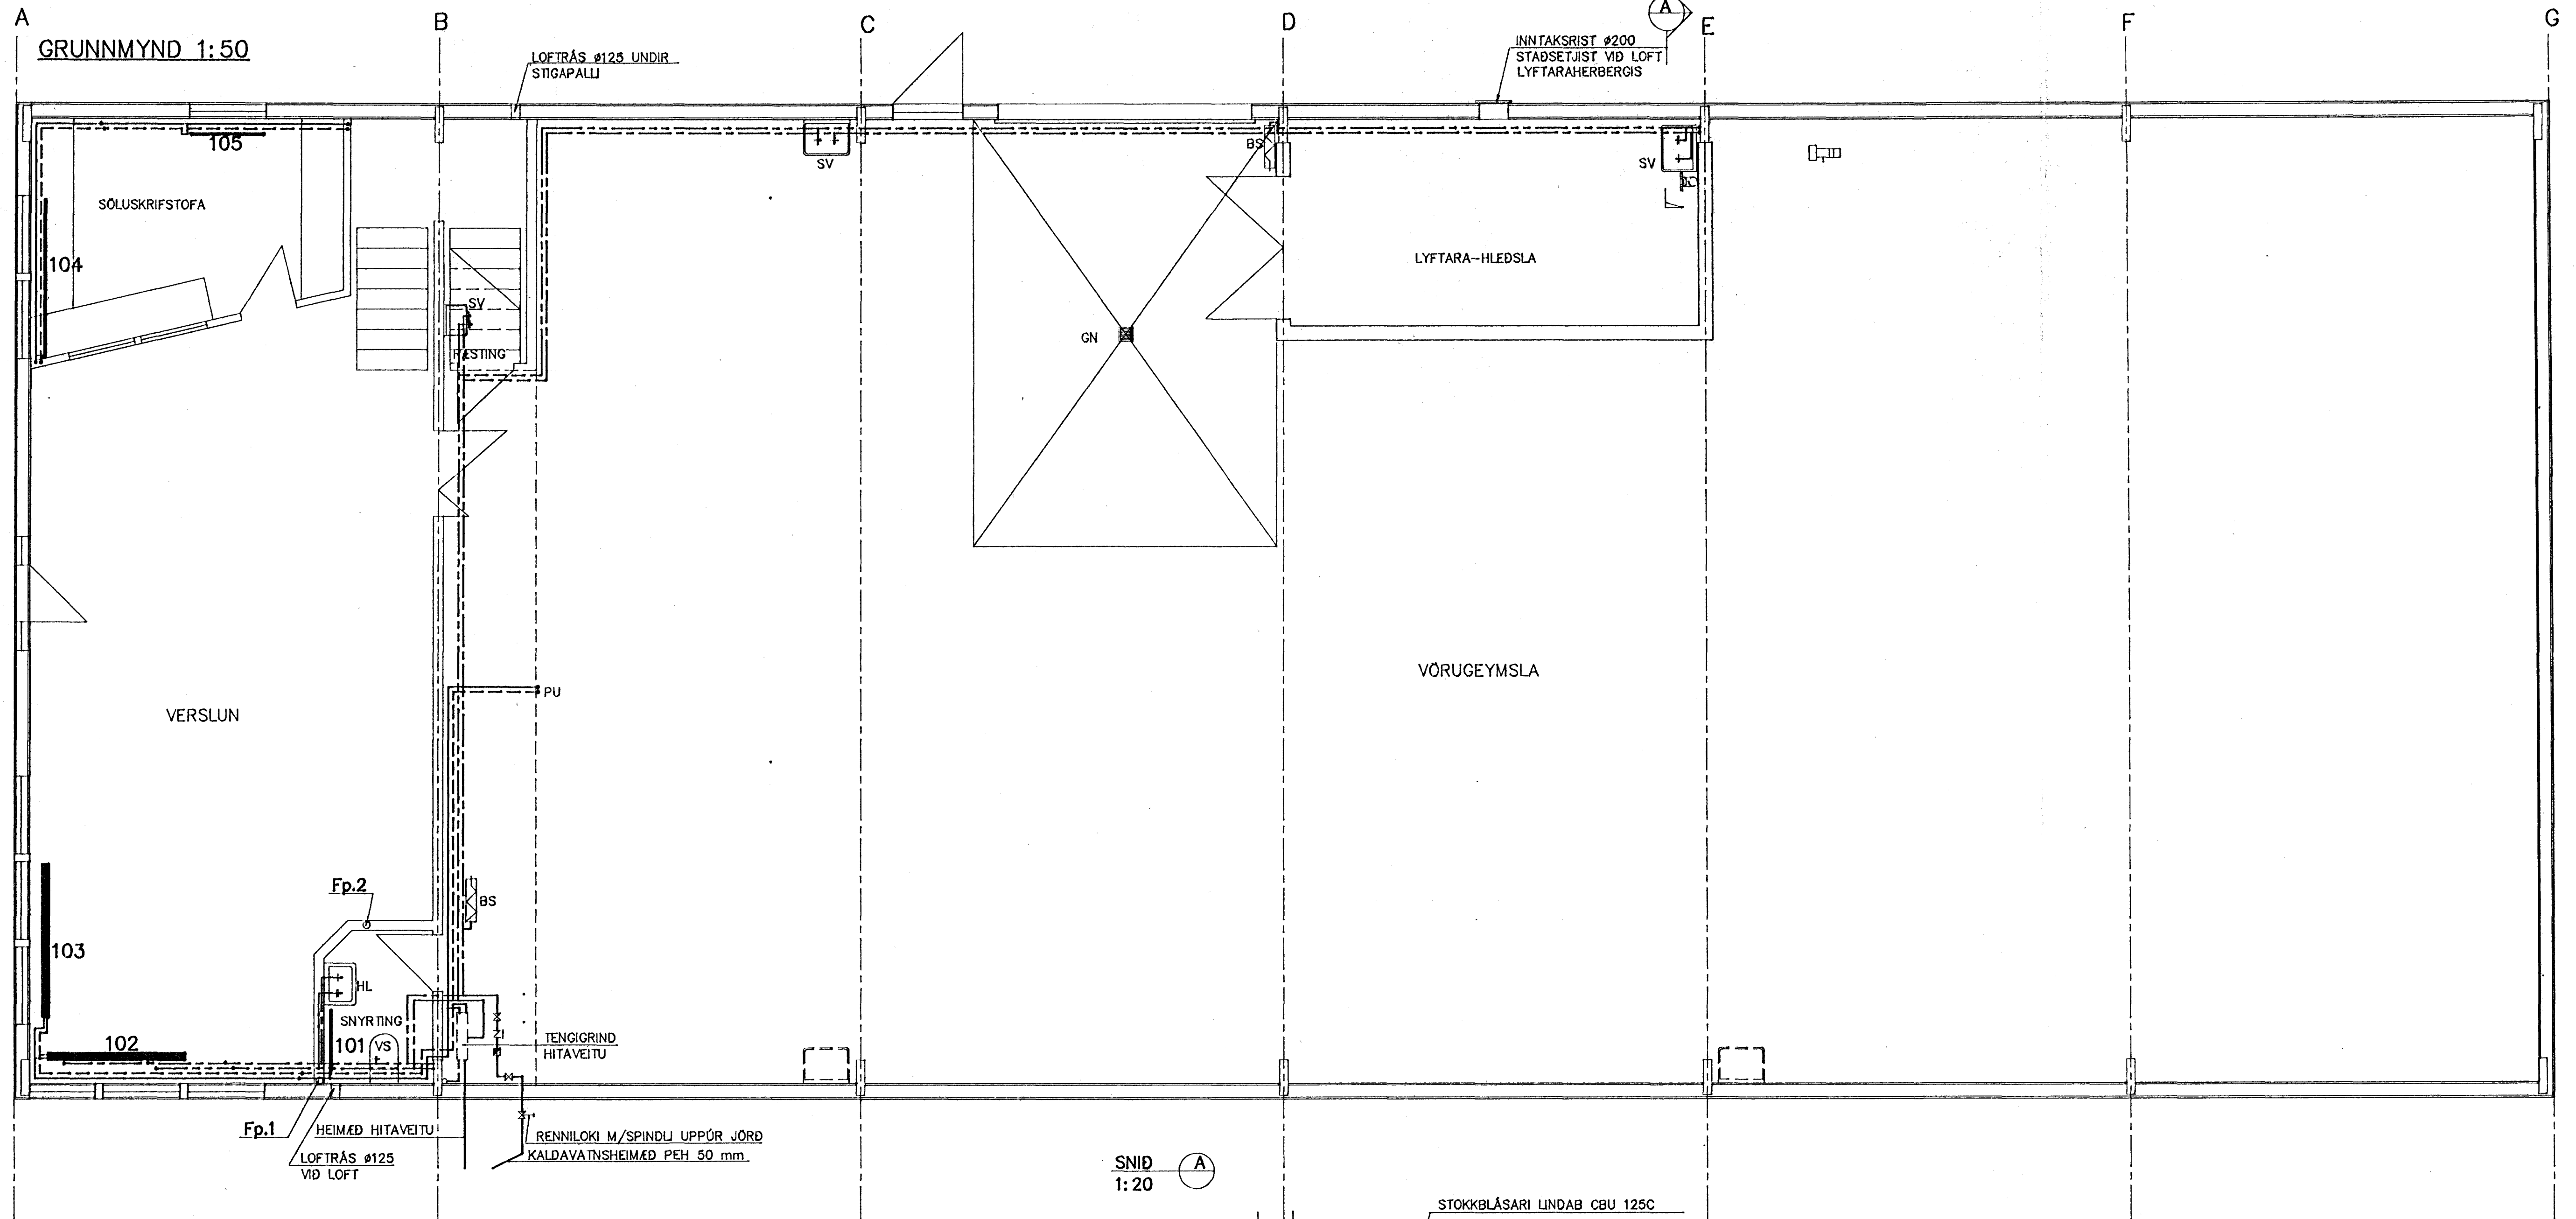 A
B
C
D
A
E
F
G
GRUNNMYND 1:50
LOFTRÁS ø125 UNDIR
STIGAPALLI
INNTAKSRIST ø200
STAÐSETJIST VIÐ LOFT
LYFTARAHERBERGIS
105
SV
BS
SV
SÖLUSKRIFSTOFA
104
LYFTARA-HLEÐSLA
SV
GN
RÆSTING
VÖRUGEYMSLA
PU
VERSLUN
Fp.2
BS
103
HL
SNYRTING
102
101
VS
TENGIGRIND
HITAVEITU
Fp.1
HEIMÆÐ HITAVEITU
RENNILOKI M/SPINDLI UPPÚR JÖRÐ
KALDAVATNSHEIMÆÐ PEH 50 mm
LOFTRÁS ø125
VIÐ LOFT
SNIÐ A
1:20
STOKKBLÁSARI LINDAB CBU 125C